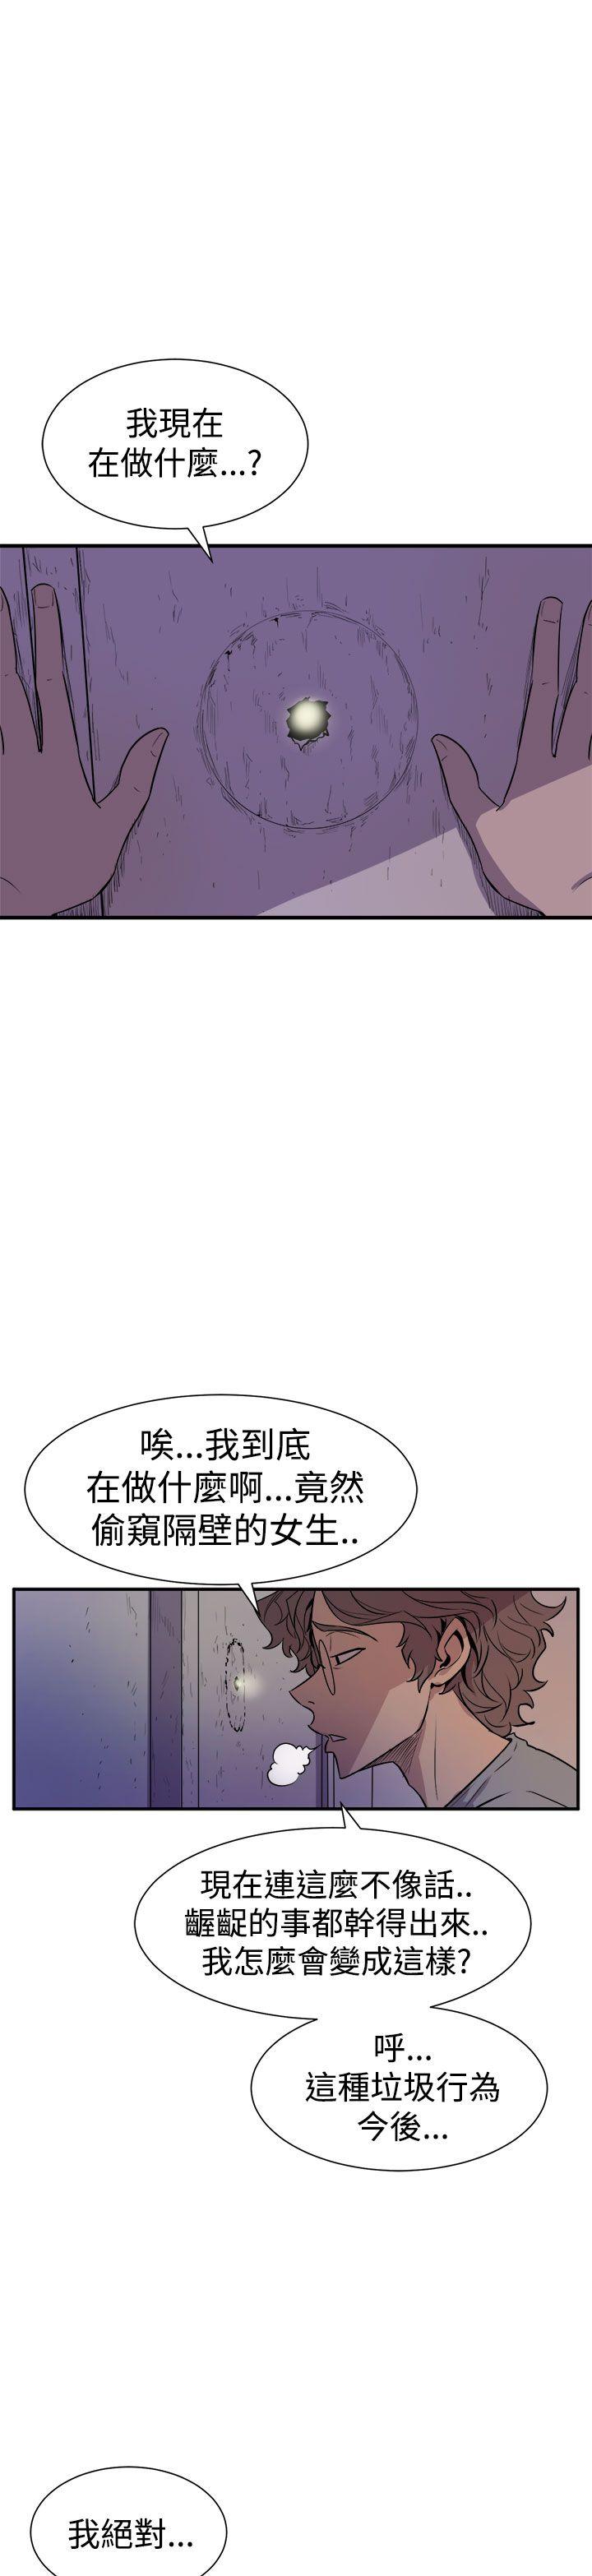 我現在
在做什麼...?
唉...我到底
在做什麼啊...竟然
偷窺隔壁的女生..
現在連這麼不像話..
齷齪的事都幹得出來..
我怎麼會變成這樣?
呼...
這種垃圾行為
今後...
我絕對...